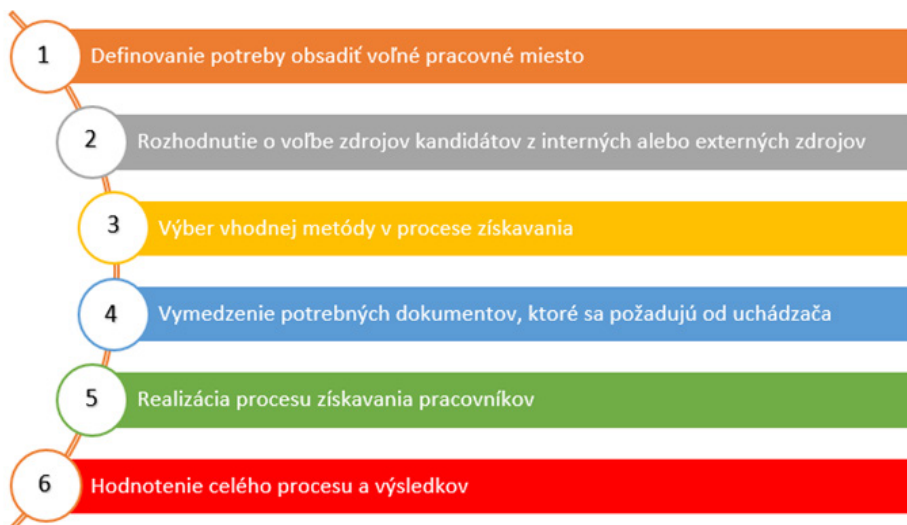 1 Definovanie potreby obsadiť voľné pracovné miesto
2 Rozhodnutie o voľbe zdrojov kandidátov z interných alebo externých zdrojov
3 Výber vhodnej metódy v procese získavania
4 Vymedzenie potrebných dokumentov, ktoré sa požadujú od uchádzača
5 Realizácia procesu získavania pracovníkov
6 Hodnotenie celého procesu a výsledkov